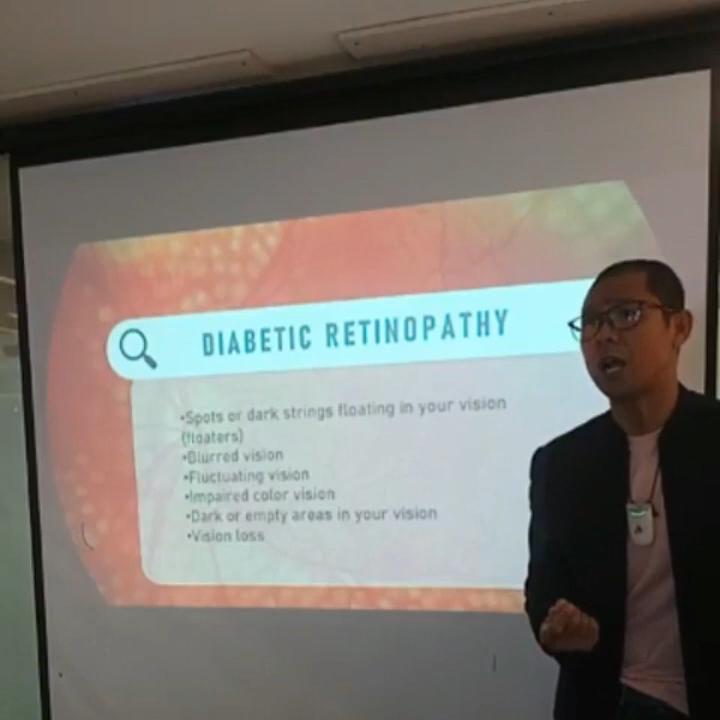 DIABETIC RETINOPATHY
•Spots or dark strings floating in your vision
(floaters)
•Blurred vision
•Fluctuating vision
•Impaired color vision
•Dark or empty areas in your vision
•Vision loss